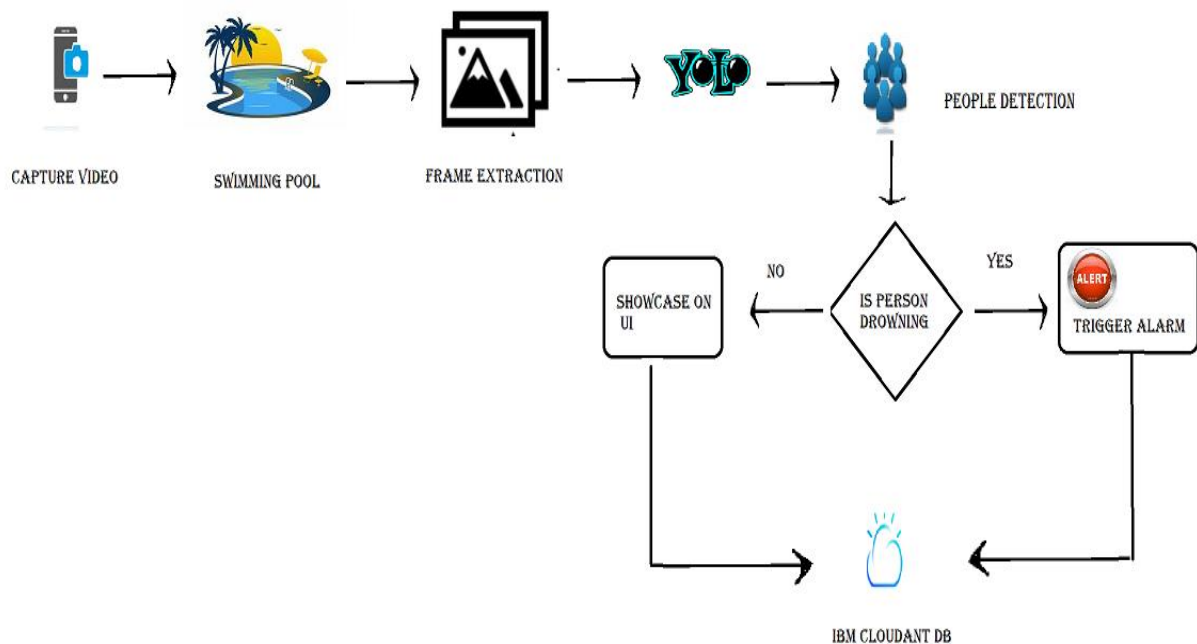 YOLO
PEOPLE DETECTION
CAPTURE VIDEO
SWIMMING POOL
FRAME EXTRACTION
NO
YES
ALERT
SHOWCASE ON
UI
IS PERSON
DROWNING
TRIGGER ALARM
IBM CLOUDANT DB